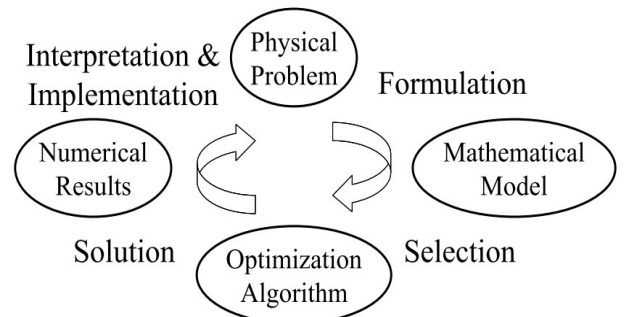 Physical
Problem
Interpretation &
Implementation
Formulation
Numerical
Results
Mathematical
Model
Solution
Selection
Optimization
Algorithm